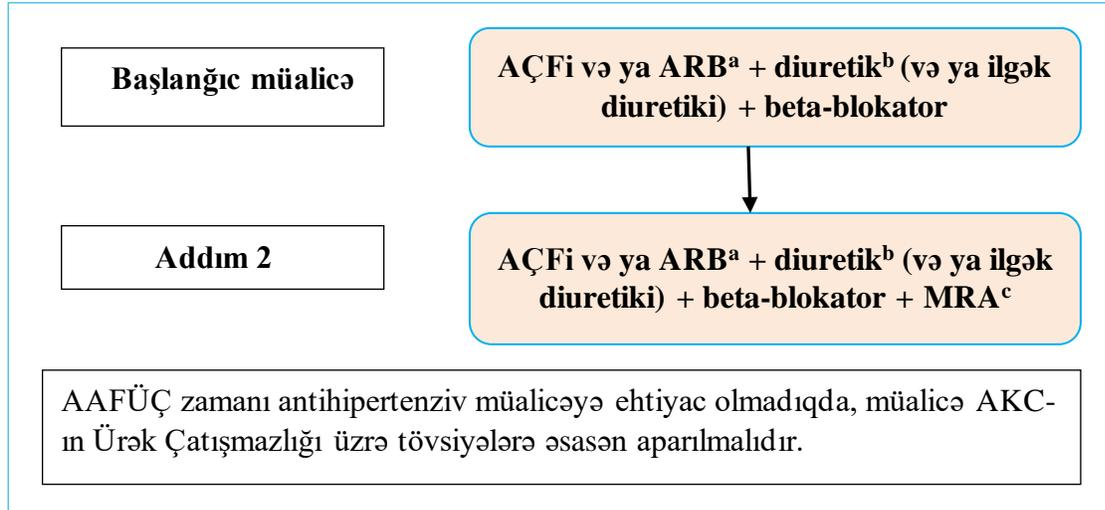 Başlanğıc müalicə
AÇFi və ya ARBᵃ + diuretikᵇ (və ya ilgək
diuretiki) + beta-blokator
Addım 2
AÇFi və ya ARBᵃ + diuretikᵇ (və ya ilgək
diuretiki) + beta-blokator + MRAᶜ
AAFÜÇ zamanı antihipertenziv müalicəyə ehtiyac olmadıqda, müalicə AKC-
ın Ürək Çatışmazlığı üzrə tövsiyələrə əsasən aparılmalıdır.